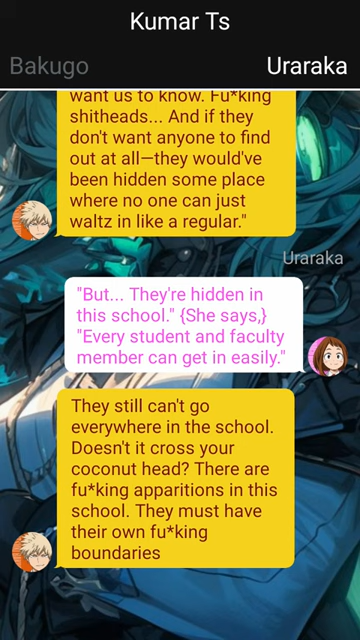 Kumar Ts
Bakugo
Uraraka
want us to know. Fu*king
shitheads... And if they
don't want anyone to find
out at all—they would've
been hidden some place
where no one can just
waltz in like a regular."
Uraraka
"But... They're hidden in
this school." {She says,}
"Every student and faculty
member can get in easily."
They still can't go
everywhere in the school.
Doesn't it cross your
coconut head? There are
fu*king apparitions in this
school. They must have
their own fu*king
boundaries